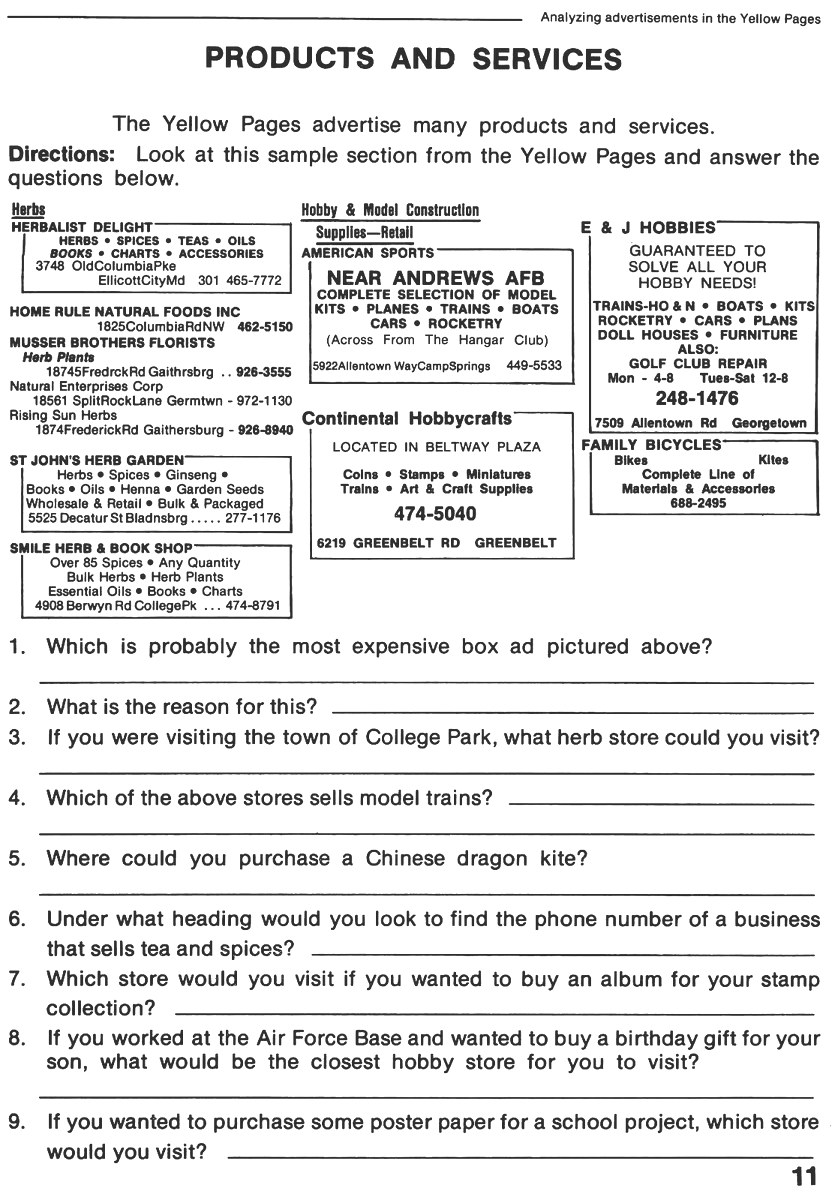 Analyzing advertisements in the Yellow Pages
PRODUCTS AND SERVICES
The Yellow Pages advertise many products and services.
Directions: Look at this sample section from the Yellow Pages and answer the
questions below.
Herbs
HERBALIST DELIGHT
HERBS • SPICES • TEAS • OILS
BOOKS • CHARTS • ACCESSORIES
3748 OldColumbiaPke
EllicottCityMd 301 465-7772
HOME RULE NATURAL FOODS INC
1825ColumbiaRdNW 462-5150
MUSSER BROTHERS FLORISTS
Herb Plants
18745FredrckRd Gaithrsbrg .. 926-3555
Natural Enterprises Corp
18561 SplitRockLane Germtwn - 972-1130
Rising Sun Herbs
1874FrederickRd Gaithersburg - 926-8940
ST JOHN'S HERB GARDEN
Herbs • Spices • Ginseng •
Books • Oils • Henna • Garden Seeds
Wholesale & Retail • Bulk & Packaged
5525 Decatur St Bladnsbrg ..... 277-1176
SMILE HERB & BOOK SHOP
Over 85 Spices • Any Quantity
Bulk Herbs • Herb Plants
Essential Oils • Books • Charts
4908 Berwyn Rd CollegePk ... 474-8791
Hobby & Model Construction
Supplies—Retail
AMERICAN SPORTS
NEAR ANDREWS AFB
COMPLETE SELECTION OF MODEL
KITS • PLANES • TRAINS • BOATS
CARS • ROCKETRY
(Across From The Hangar Club)
5922Allentown WayCampSprings 449-5533
Continental Hobbycrafts
LOCATED IN BELTWAY PLAZA
Coins • Stamps • Miniatures
Trains • Art & Craft Supplies
474-5040
6219 GREENBELT RD GREENBELT
E & J HOBBIES
GUARANTEED TO
SOLVE ALL YOUR
HOBBY NEEDS!
TRAINS-HO & N • BOATS • KITS
ROCKETRY • CARS • PLANS
DOLL HOUSES • FURNITURE
ALSO:
GOLF CLUB REPAIR
Mon - 4-8 Tues-Sat 12-8
248-1476
7509 Allentown Rd Georgetown
FAMILY BICYCLES
Bikes Kites
Complete Line of
Materials & Accessories
688-2495
1. Which is probably the most expensive box ad pictured above?
2. What is the reason for this?
3. If you were visiting the town of College Park, what herb store could you visit?
4. Which of the above stores sells model trains?
5. Where could you purchase a Chinese dragon kite?
6. Under what heading would you look to find the phone number of a business
that sells tea and spices?
7. Which store would you visit if you wanted to buy an album for your stamp
collection?
8. If you worked at the Air Force Base and wanted to buy a birthday gift for your
son, what would be the closest hobby store for you to visit?
9. If you wanted to purchase some poster paper for a school project, which store
would you visit?
11